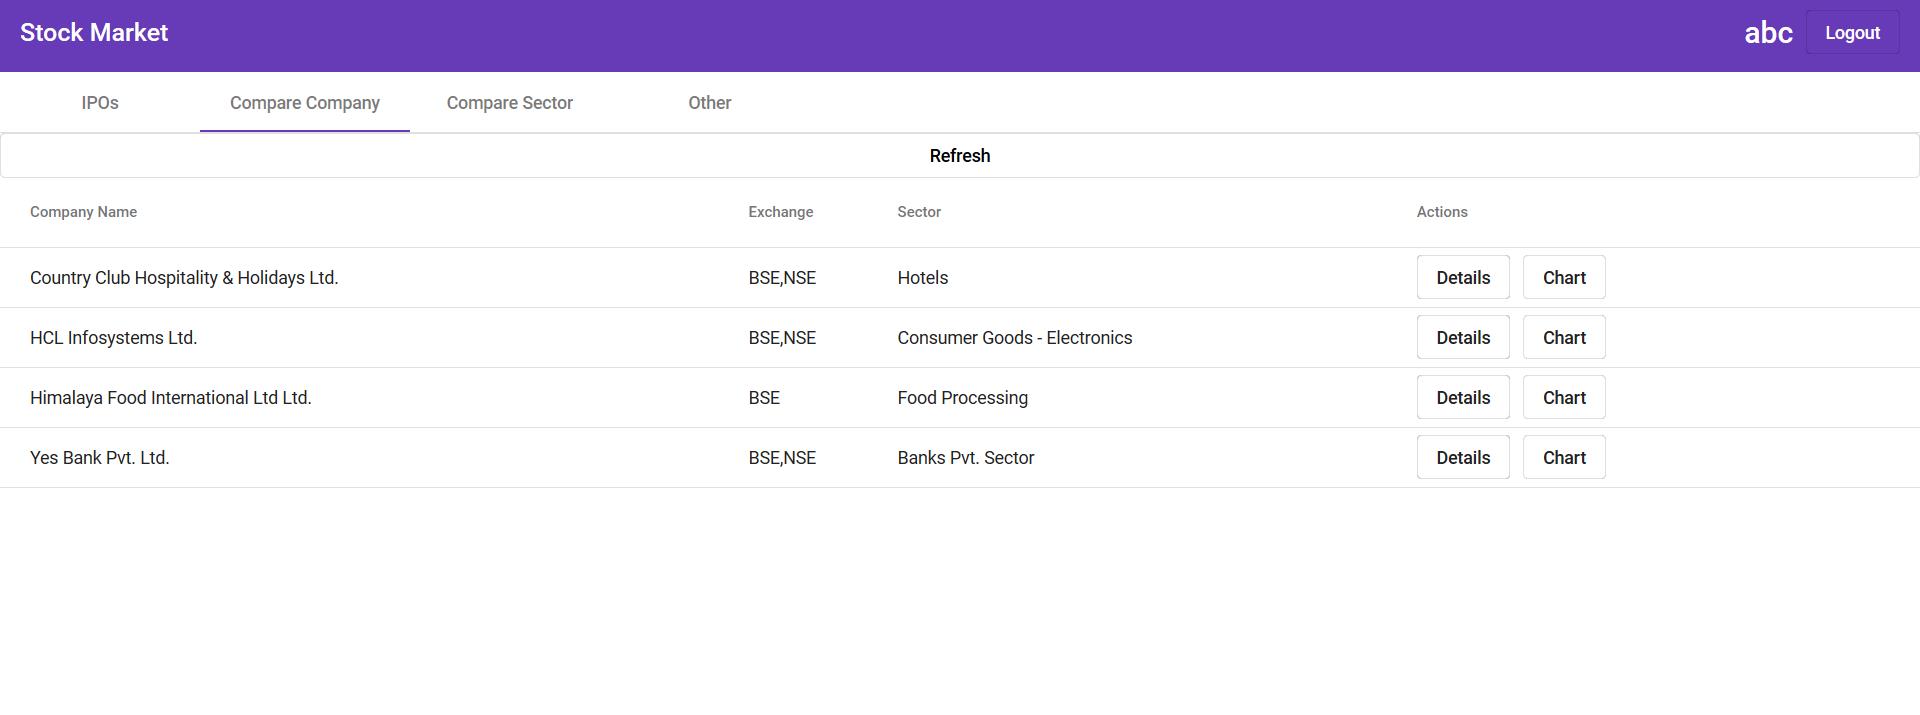 Stock Market abc Logout
IPOs Compare Company Compare Sector Other
Refresh
Company Name Exchange Sector Actions
Country Club Hospitality & Holidays Ltd. BSE,NSE Hotels Details Chart
HCL Infosystems Ltd. BSE,NSE Consumer Goods - Electronics Details Chart
Himalaya Food International Ltd Ltd. BSE Food Processing Details Chart
Yes Bank Pvt. Ltd. BSE,NSE Banks Pvt. Sector Details Chart